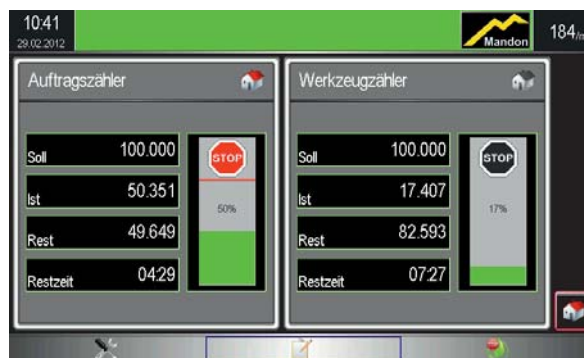 10:41
29.02.2012
Mandon
184/m
Auftragszähler
Soll 100.000
Ist 50.351
Rest 49.649
Restzeit 04:29
STOP
50%
Werkzeugzähler
Soll 100.000
Ist 17.407
Rest 82.593
Restzeit 07:27
STOP
17%